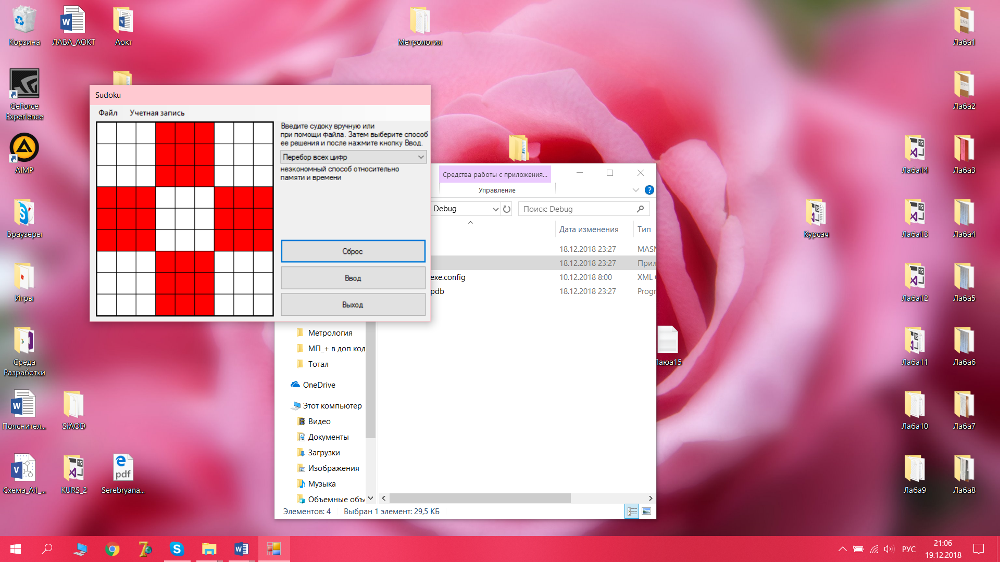 Корзина
ЛАБА_АОКТ
Аокт
Метрология
Лаба1
GeForce
Experience
Лаба2
Sudoku
Файл
Учетная запись
Введите судоку вручную или
при помощи файла. Затем выберите способ
ее решения и после нажмите кнопку Ввод.
Перебор всех цифр
неэкономный способ относительно
памяти и времени
Сброс
Ввод
Выход
AIMP
Лаба14
Лаба3
Средства работы с приложения...
Управление
?
Debug
Поиск: Debug
Дата изменения
Тип
18.12.2018 23:27
18.12.2018 23:27
exe.config
10.12.2018 8:00
XML
pdb
18.12.2018 23:27
Браузеры
Курсач
Лаба13
Лаба4
Игры
Лаба12
Лаба5
Метрология
МП_+ в доп код
Тотал
OneDrive
Этот компьютер
Видео
Документы
Загрузки
Изображения
Музыка
Объемные объ
Элементов: 4
Выбран 1 элемент: 29,5 КБ
Среда
Разработки
Лаба11
Лаба6
Пояснител...
SiAOD
Лаба10
Лаба7
Схема_А1_...
KURS_2
pdf
Serebryana...
Лаба9
Лаба8
РУС
21:06
19.12.2018